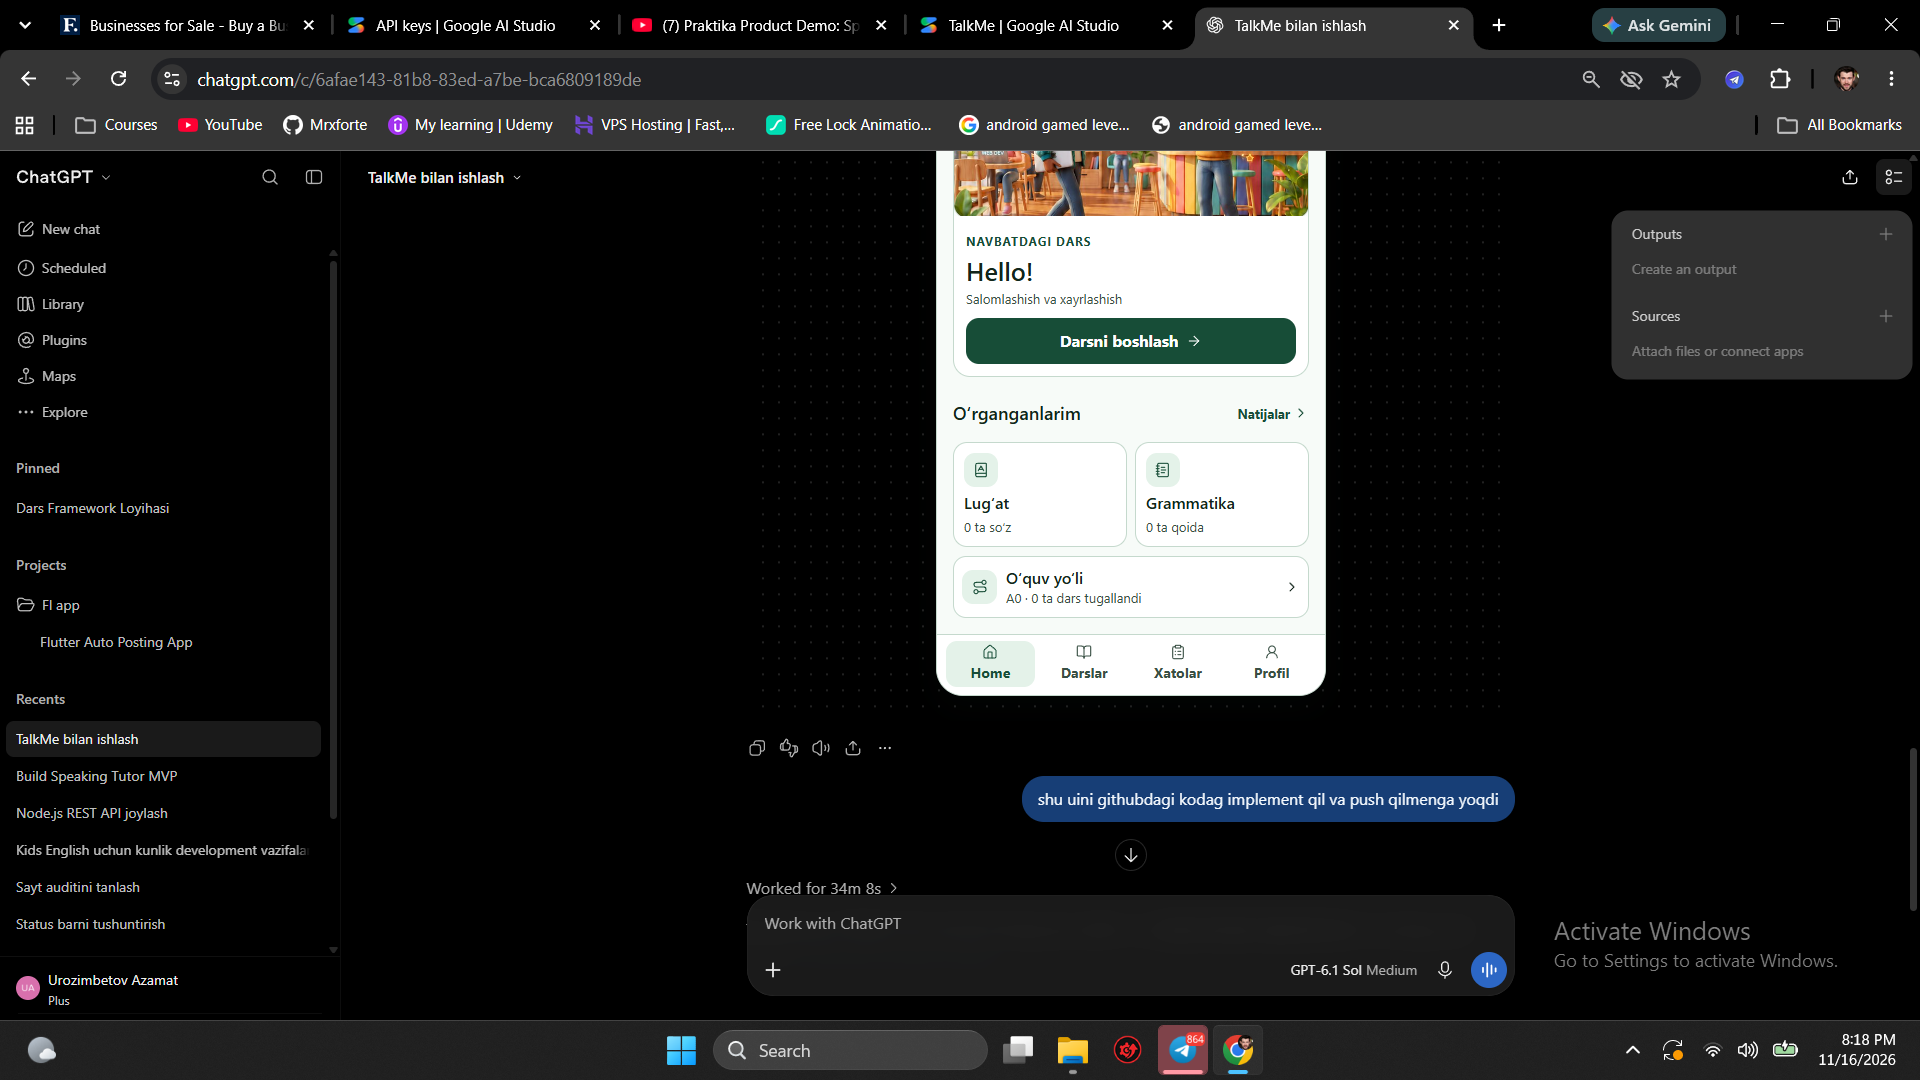 Businesses for Sale - Buy a Bu
API keys | Google AI Studio
(7) Praktika Product Demo: Sp
TalkMe | Google AI Studio
TalkMe bilan ishlash
Ask Gemini
chatgpt.com/c/6afae143-81b8-83ed-a7be-bca6809189de
Courses
YouTube
Mrxforte
My learning | Udemy
VPS Hosting | Fast,...
Free Lock Animatio...
android gamed leve...
android gamed leve...
All Bookmarks
ChatGPT
TalkMe bilan ishlash
New chat
Scheduled
Library
Plugins
Maps
Explore
Pinned
Dars Framework Loyihasi
Projects
Fl app
Flutter Auto Posting App
Recents
TalkMe bilan ishlash
Build Speaking Tutor MVP
Node.js REST API joylash
Kids English uchun kunlik development vazifala
Sayt auditini tanlash
Status barni tushuntirish
UA
Urozimbetov Azamat
Plus
NAVBATDAGI DARS
Hello!
Salomlashish va xayrlashish
Darsni boshlash →
Oʻrganganlarim
Natijalar
Lugʻat
0 ta soʻz
Grammatika
0 ta qoida
Oʻquv yoʻli
A0 · 0 ta dars tugallandi
Home
Darslar
Xatolar
Profil
shu uini githubdagi kodag implement qil va push qilmenga yoqdi
Worked for 34m 8s
Work with ChatGPT
GPT-6.1 Sol Medium
Outputs
Create an output
Sources
Attach files or connect apps
Activate Windows
Go to Settings to activate Windows.
Search
864
8:18 PM
11/16/2026